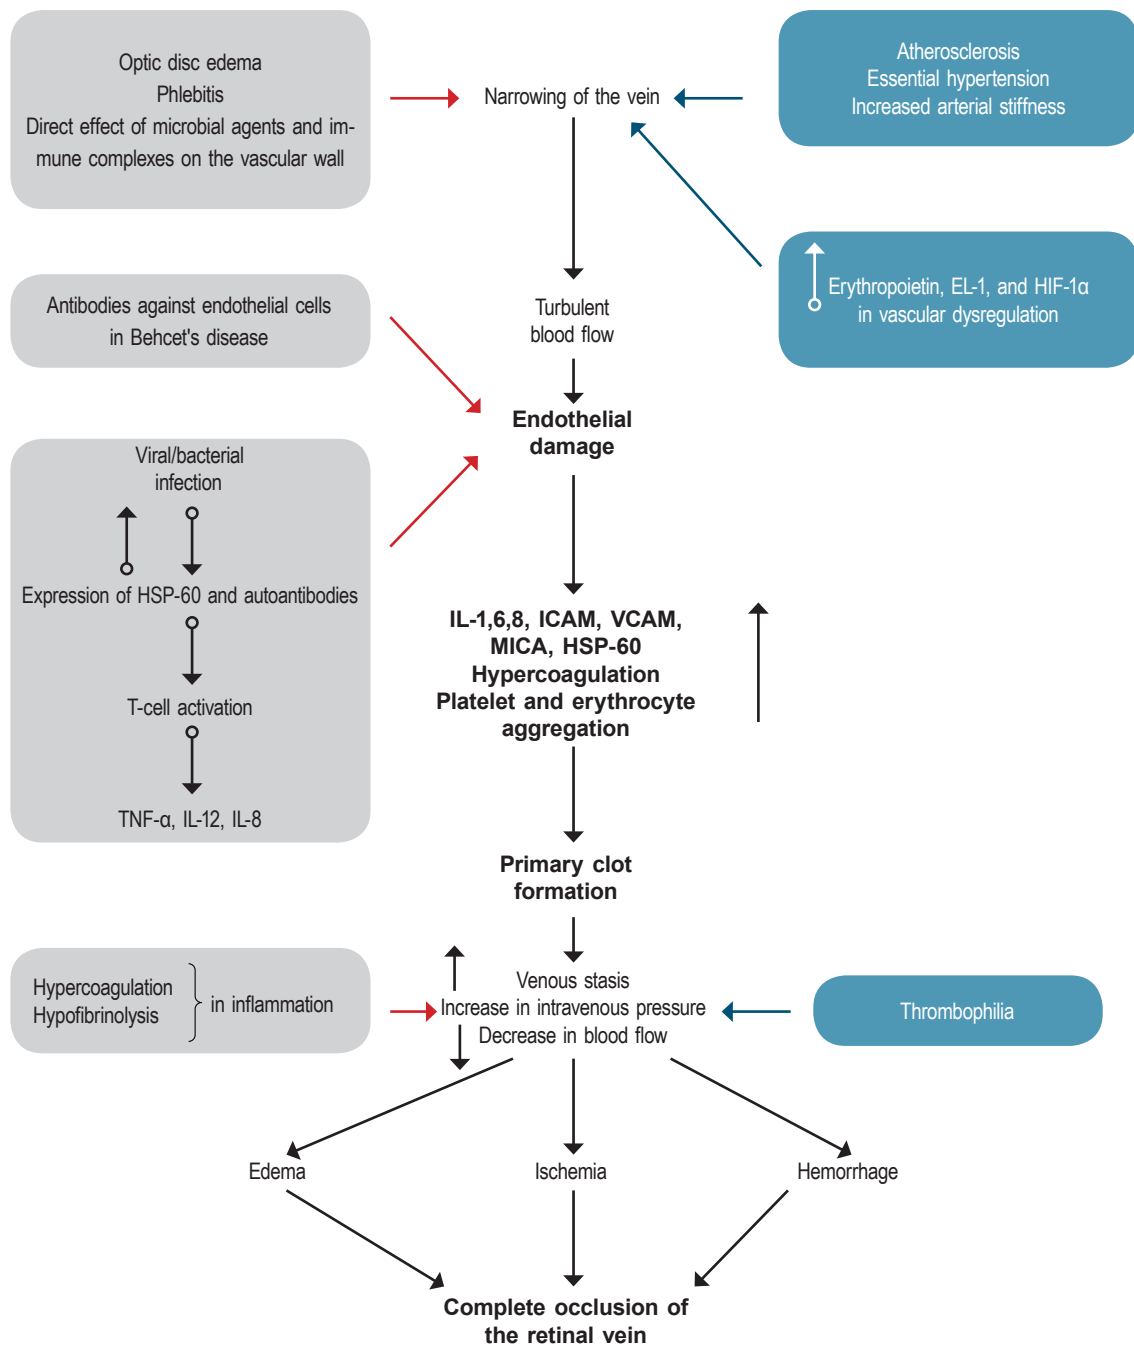 Optic disc edema
Phlebitis
Direct effect of microbial agents and im-
mune complexes on the vascular wall
Narrowing of the vein
Atherosclerosis
Essential hypertension
Increased arterial stiffness
Erythropoietin, EL-1, and HIF-1α
in vascular dysregulation
Antibodies against endothelial cells
in Behcet's disease
Turbulent
blood flow
Endothelial
damage
Viral/bacterial
infection
Expression of HSP-60 and autoantibodies
T-cell activation
TNF-α, IL-12, IL-8
IL-1,6,8, ICAM, VCAM,
MICA, HSP-60
Hypercoagulation
Platelet and erythrocyte
aggregation
Primary clot
formation
Hypercoagulation
Hypofibrinolysis
in inflammation
Venous stasis
Increase in intravenous pressure
Decrease in blood flow
Thrombophilia
Edema
Ischemia
Hemorrhage
Complete occlusion of
the retinal vein